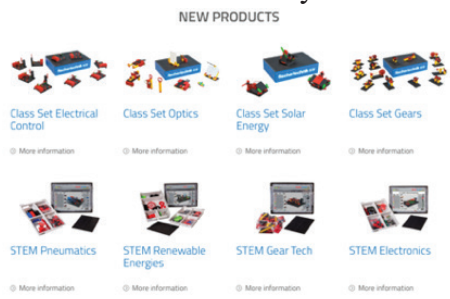 NEW PRODUCTS
Class Set Electrical Control
Class Set Optics
Class Set Solar Energy
Class Set Gears
More information
More information
More information
More information
STEM Pneumatics
STEM Renewable Energies
STEM Gear Tech
STEM Electronics
More information
More information
More information
More information